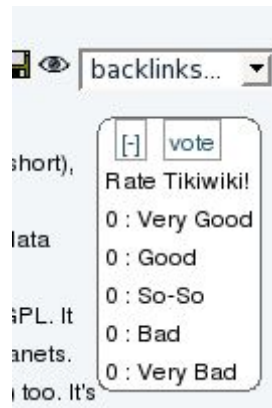 backlinks...
[-] vote
short),
Rate Tikiwiki!
0 : Very Good
lata
0 : Good
0 : So-So
GPL. It
0 : Bad
anets.
0 : Very Bad
) too. It's